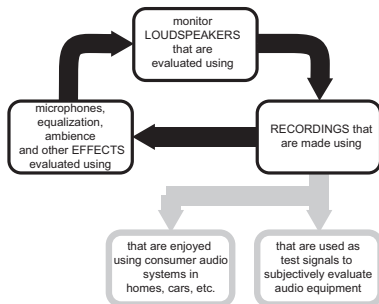 monitor
LOUDSPEAKERS
that are
evaluated using
RECORDINGS that
are made using
microphones,
equalization,
ambience
and other EFFECTS
evaluated using
that are enjoyed
using consumer audio
systems in
homes, cars, etc.
that are used as
test signals to
subjectively evaluate
audio equipment